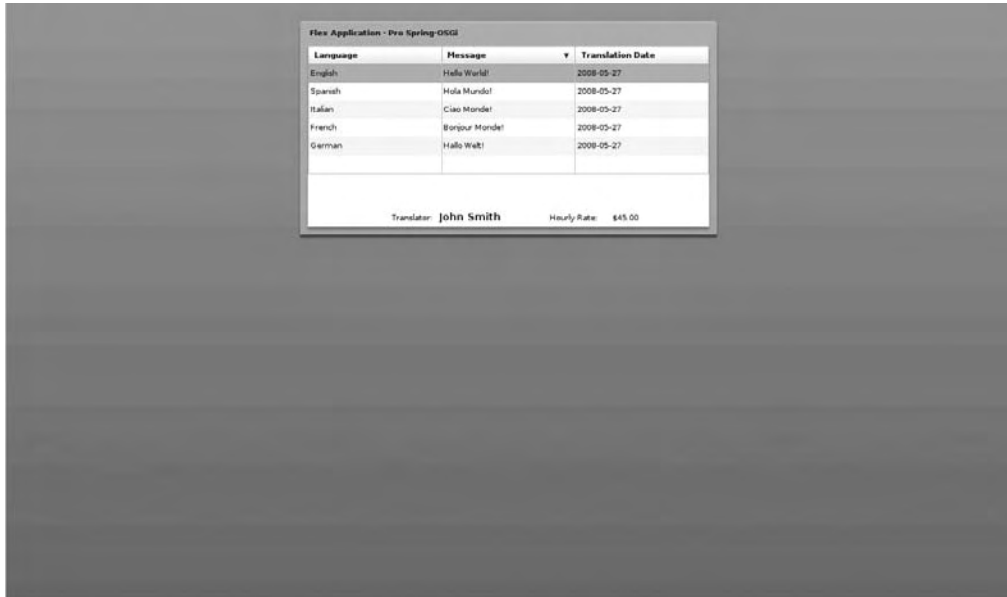 Flex Application - Pro Spring-OSGi
Language Message ▼ Translation Date
English Hello World! 2008-05-27
Spanish Hola Mundo! 2008-05-27
Italian Ciao Monde! 2008-05-27
French Bonjour Monde! 2008-05-27
German Hallo Welt! 2008-05-27
Translator: John Smith Hourly Rate: $45.00